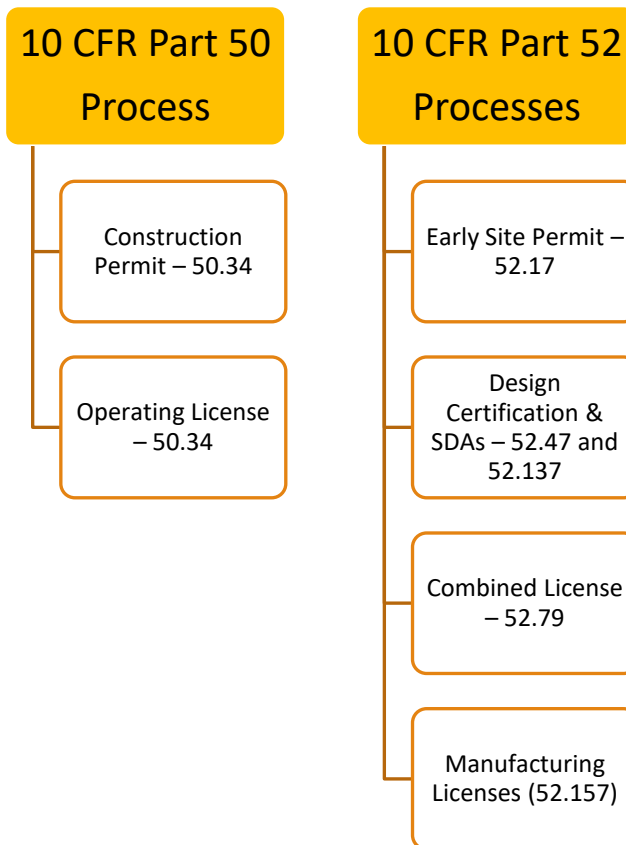 10 CFR Part 50
Process
Construction
Permit – 50.34
Operating License
– 50.34
10 CFR Part 52
Processes
Early Site Permit –
52.17
Design
Certification &
SDAs – 52.47 and
52.137
Combined License
– 52.79
Manufacturing
Licenses (52.157)